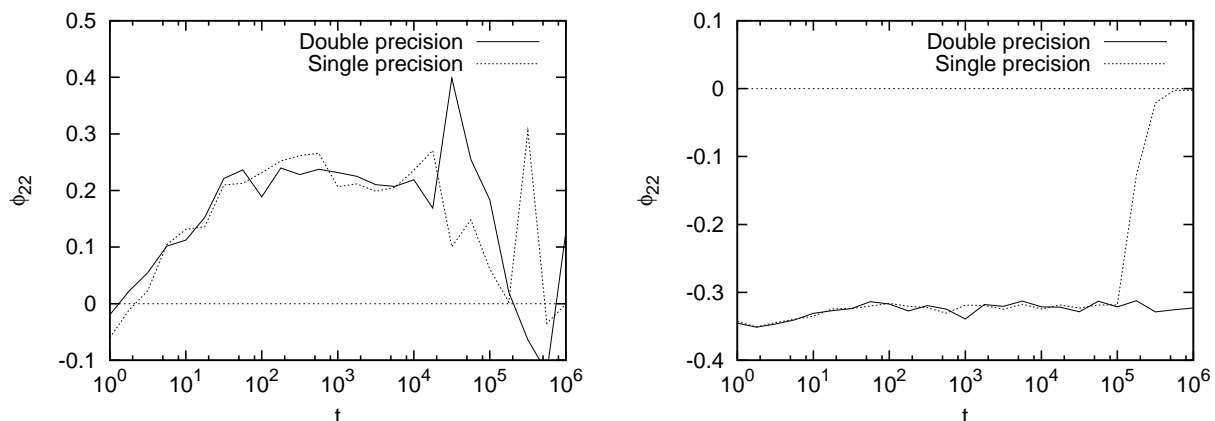 0.5
0.4
0.3
0.2
0.1
0
-0.1
ϕ22
Double precision
Single precision
10^0 10^1 10^2 10^3 10^4 10^5 10^6
t
0.1
0
-0.1
-0.2
-0.3
-0.4
ϕ22
Double precision
Single precision
10^0 10^1 10^2 10^3 10^4 10^5 10^6
t